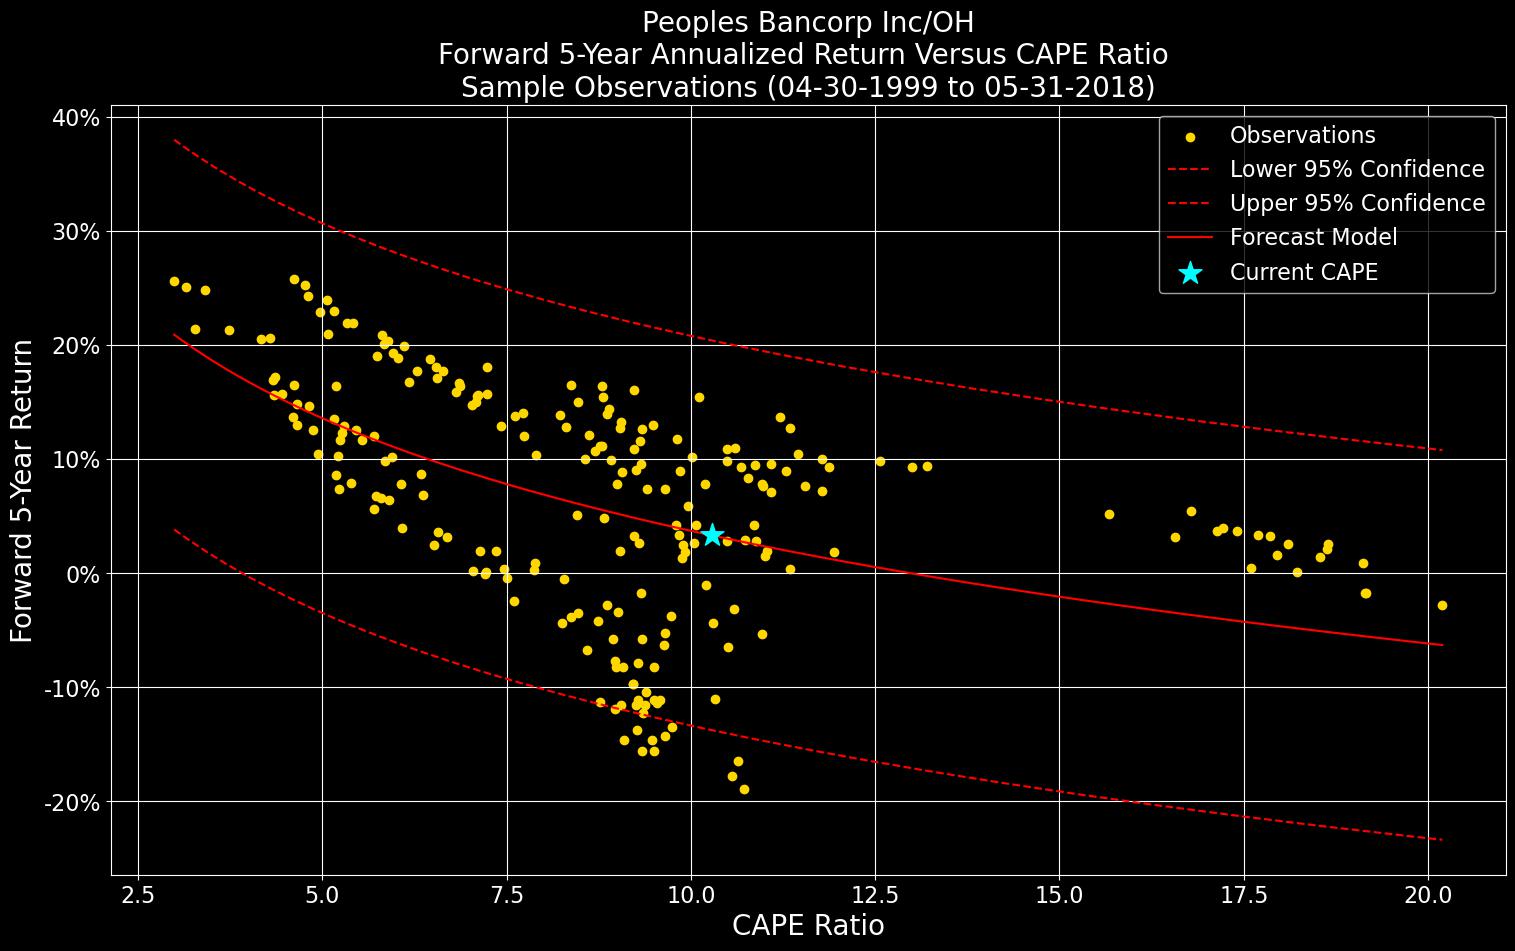 Peoples Bancorp Inc/OH
Forward 5-Year Annualized Return Versus CAPE Ratio
Sample Observations (04-30-1999 to 05-31-2018)
Observations
Lower 95% Confidence
Upper 95% Confidence
Forecast Model
Current CAPE
Forward 5-Year Return
40%
30%
20%
10%
0%
-10%
-20%
2.5 5.0 7.5 10.0 12.5 15.0 17.5 20.0
CAPE Ratio